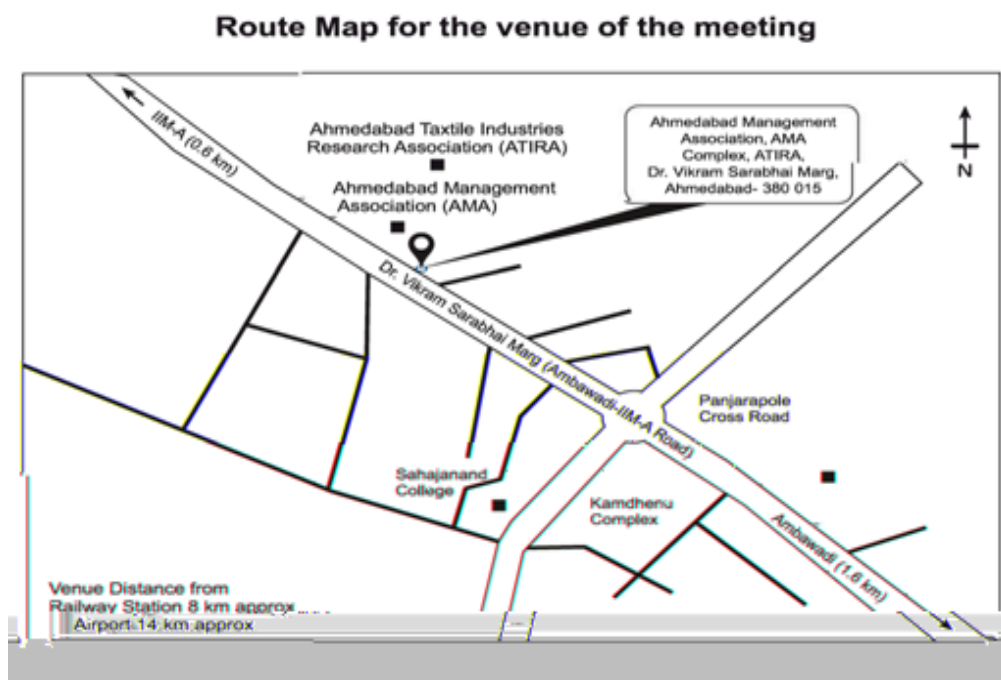 Route Map for the venue of the meeting
IIM-A (0.6 km)
Ahmedabad Taxtile Industries
Research Association (ATIRA)
Ahmedabad Management
Association (AMA)
Ahmedabad Management
Association, AMA
Complex, ATIRA,
Dr. Vikram Sarabhai Marg,
Ahmedabad- 380 015
N
Dr. Vikram Sarabhai Marg (Ambawadi-IIM-A Road)
Panjarapole
Cross Road
Sahajanand
College
Kamdhenu
Complex
Ambawadi (1.6 km)
Venue Distance from
Railway Station 8 km approx
Airport 14 km approx